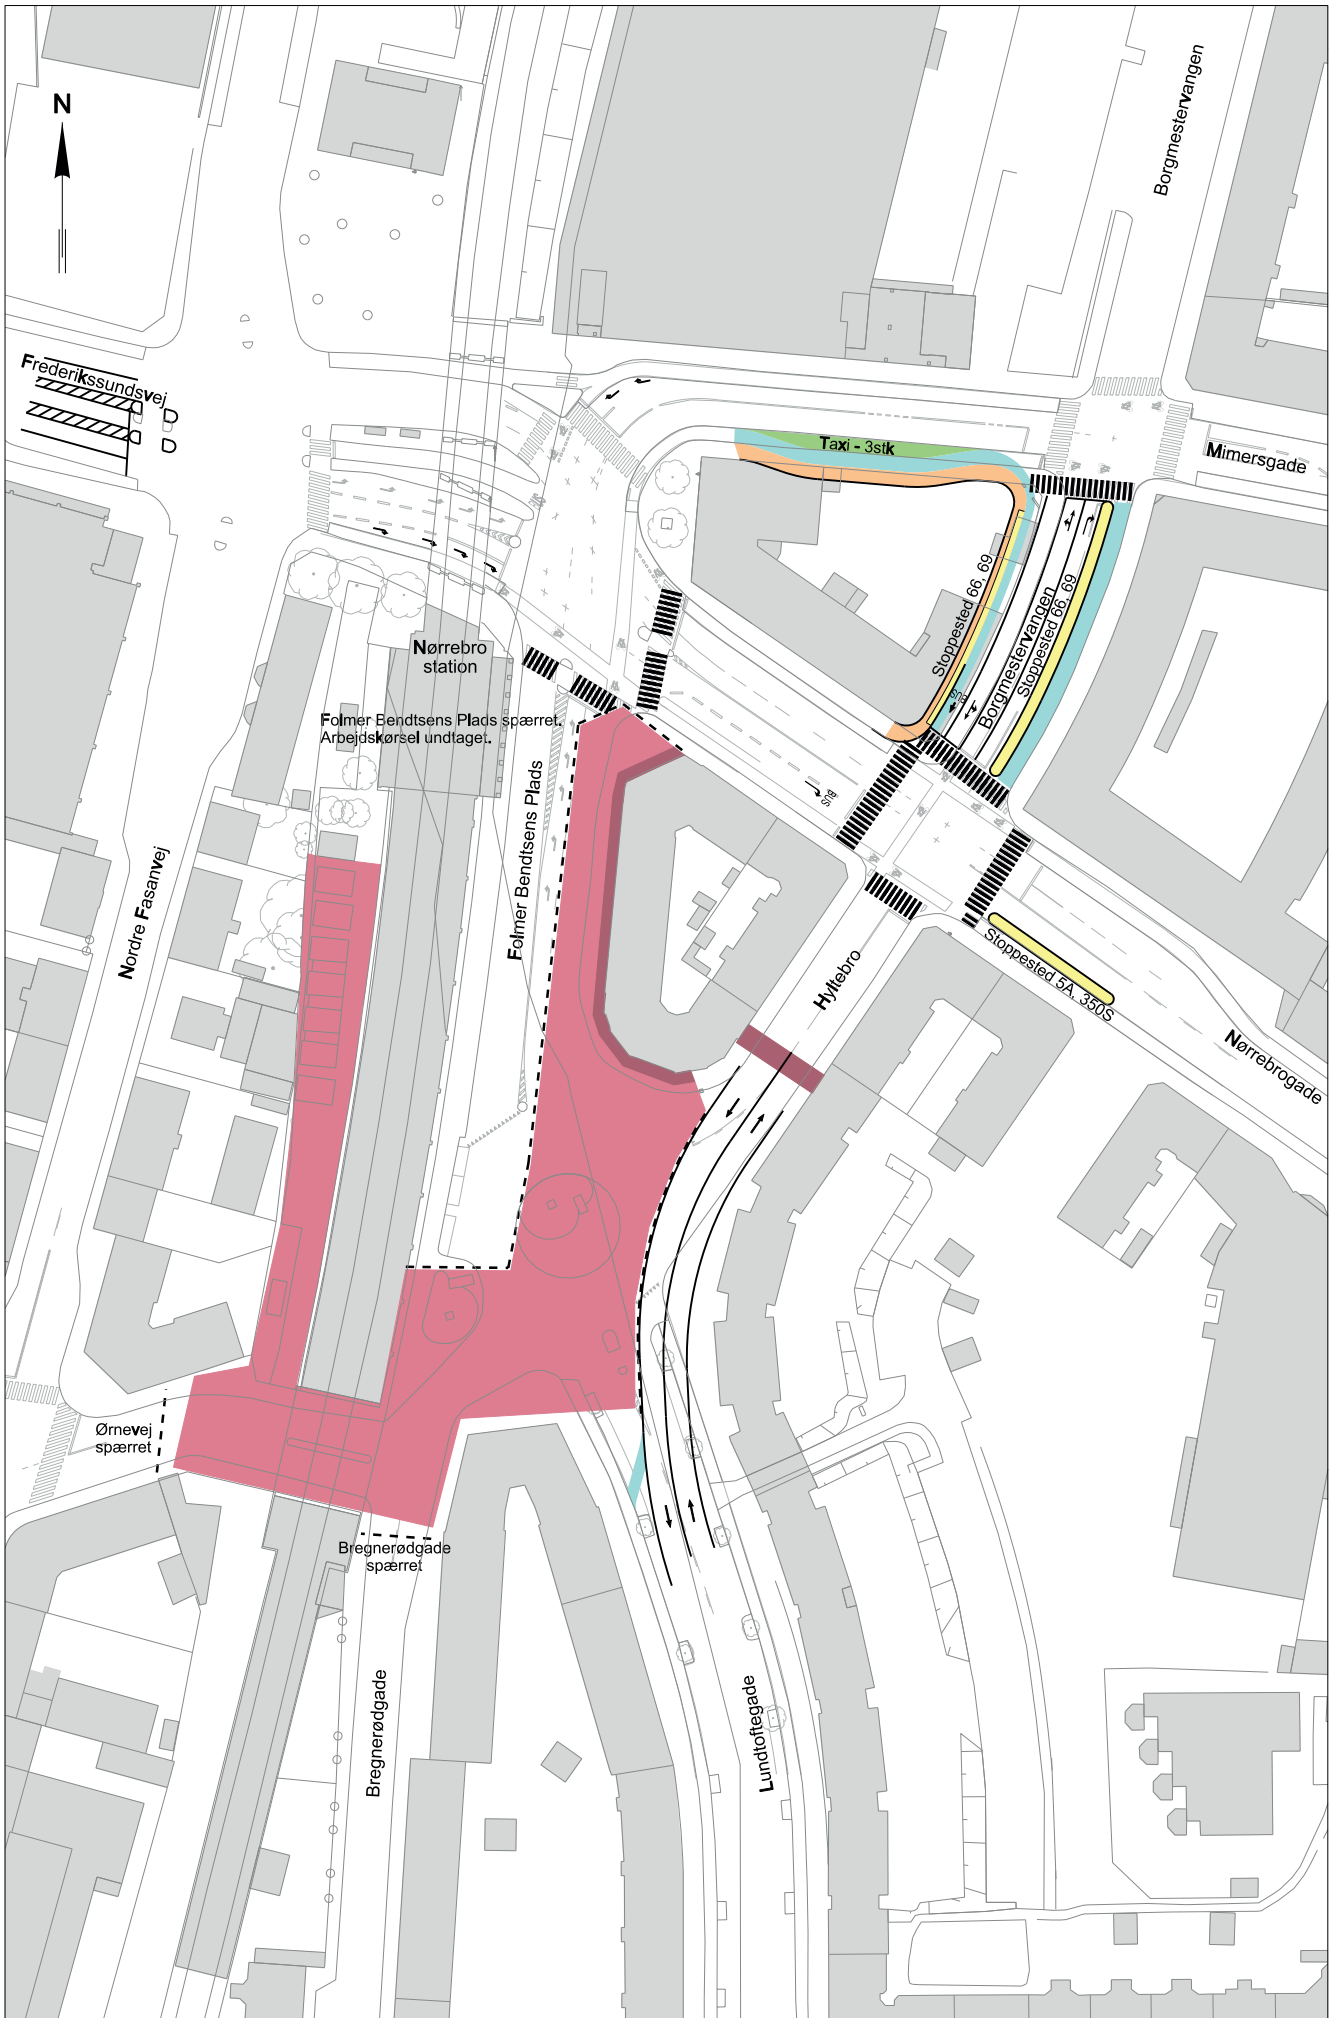 N
Borgmestervangen
Frederikssundsvej
Taxi - 3stk
Mimersgade
Stoppested 66, 69
Borgmestervangen
Stoppested 66, 69
BUS
Nørrebro
station
Folmer Bendtsens Plads spærret.
Arbejdskørsel undtaget.
BUS
Folmer Bendtsens Plads
Nordre Fasanvej
Hyltebro
Stoppested 5A, 350S
Nørrebrogade
Ørnevej
spærret
Bregnerødgade
spærret
Bregnerødgade
Lundtoftegade